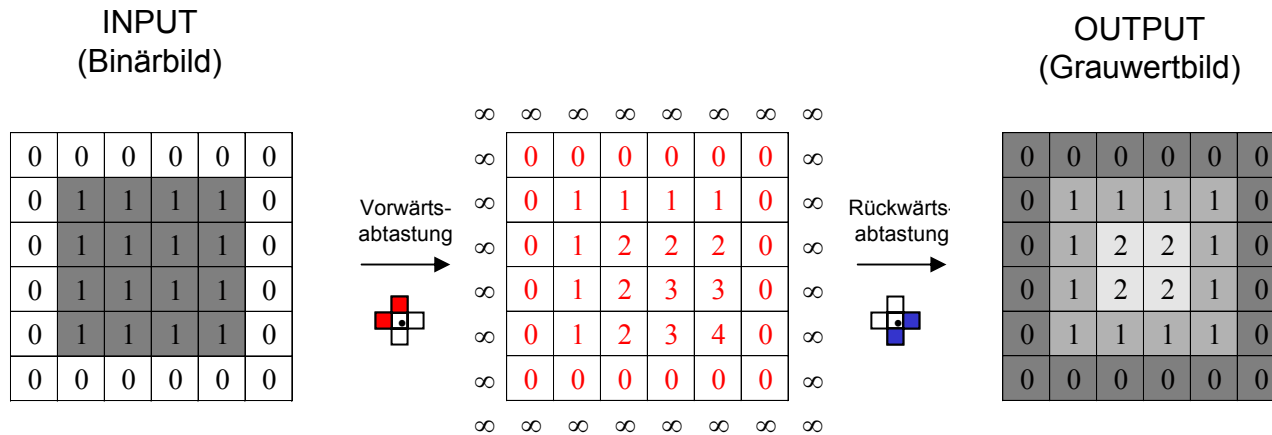 INPUT
(Binärbild)
0 0 0 0 0 0
0 1 1 1 1 0
0 1 1 1 1 0
0 1 1 1 1 0
0 1 1 1 1 0
0 0 0 0 0 0
Vorwärts-
abtastung
∞ ∞ ∞ ∞ ∞ ∞ ∞ ∞
∞ 0 0 0 0 0 0 ∞
∞ 0 1 1 1 1 0 ∞
∞ 0 1 2 2 2 0 ∞
∞ 0 1 2 3 3 0 ∞
∞ 0 1 2 3 4 0 ∞
∞ 0 0 0 0 0 0 ∞
∞ ∞ ∞ ∞ ∞ ∞ ∞ ∞
Rückwärts-
abtastung
OUTPUT
(Grauwertbild)
0 0 0 0 0 0
0 1 1 1 1 0
0 1 2 2 1 0
0 1 2 2 1 0
0 1 1 1 1 0
0 0 0 0 0 0